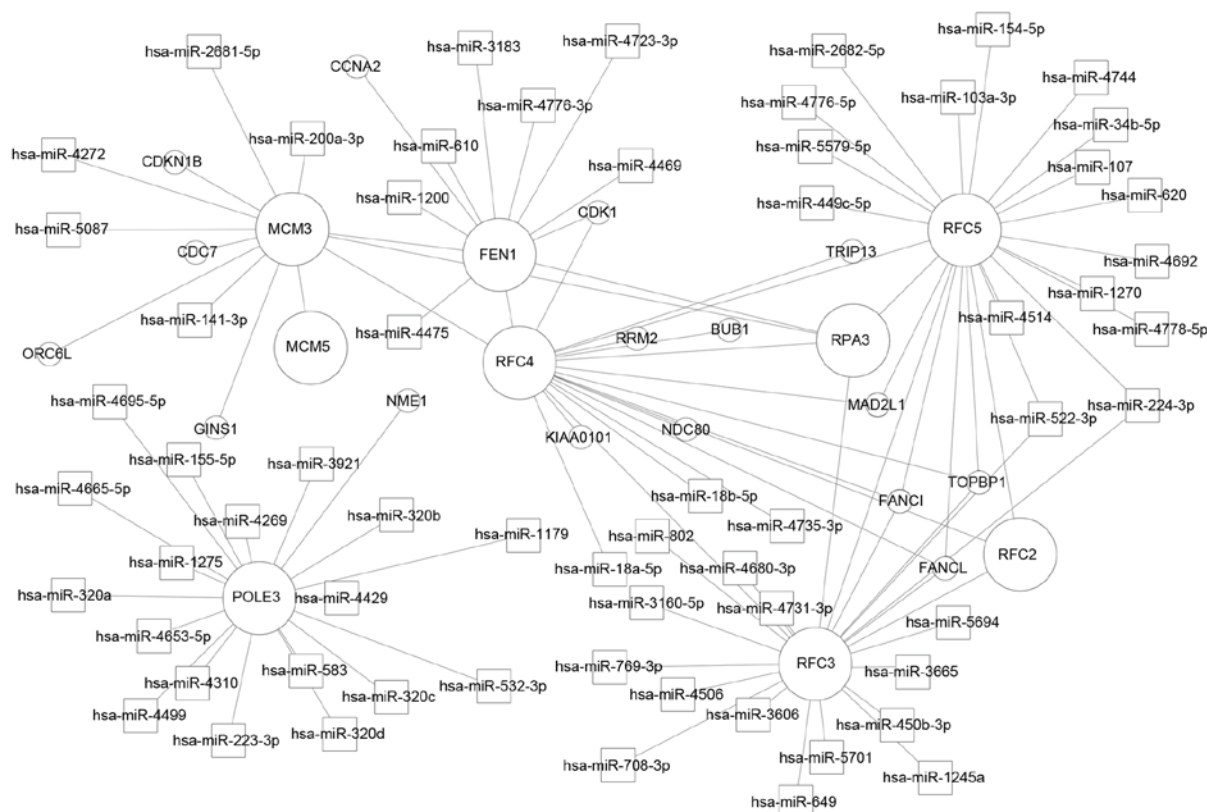 hsa-miR-154-5p
hsa-miR-4723-3p
hsa-miR-2681-5p
hsa-miR-3183
hsa-miR-2682-5p
CCNA2
hsa-miR-4744
hsa-miR-103a-3p
hsa-miR-4776-5p
hsa-miR-4776-3p
hsa-miR-34b-5p
hsa-miR-200a-3p
hsa-miR-610
hsa-miR-5579-5p
hsa-miR-4272
CDKN1B
hsa-miR-4469
hsa-miR-107
hsa-miR-1200
hsa-miR-620
hsa-miR-449c-5p
CDK1
hsa-miR-5087
MCM3
RFC5
CDC7
FEN1
TRIP13
hsa-miR-4692
hsa-miR-1270
hsa-miR-141-3p
hsa-miR-4514
hsa-miR-4778-5p
hsa-miR-4475
BUB1
RRM2
RPA3
MCM5
ORC6L
RFC4
hsa-miR-4695-5p
NME1
MAD2L1
hsa-miR-224-3p
hsa-miR-522-3p
GINS1
NDC80
KIAA0101
hsa-miR-155-5p
hsa-miR-3921
TOPBP1
hsa-miR-4665-5p
hsa-miR-18b-5p
FANCI
hsa-miR-4269
hsa-miR-320b
hsa-miR-4735-3p
hsa-miR-1179
hsa-miR-802
RFC2
hsa-miR-1275
hsa-miR-18a-5p
hsa-miR-4680-3p
FANCL
hsa-miR-320a
POLE3
hsa-miR-4429
hsa-miR-3160-5p
hsa-miR-4731-3p
hsa-miR-5694
hsa-miR-4653-5p
RFC3
hsa-miR-583
hsa-miR-769-3p
hsa-miR-3665
hsa-miR-4310
hsa-miR-320c
hsa-miR-532-3p
hsa-miR-4506
hsa-miR-4499
hsa-miR-3606
hsa-miR-450b-3p
hsa-miR-320d
hsa-miR-223-3p
hsa-miR-5701
hsa-miR-708-3p
hsa-miR-1245a
hsa-miR-649